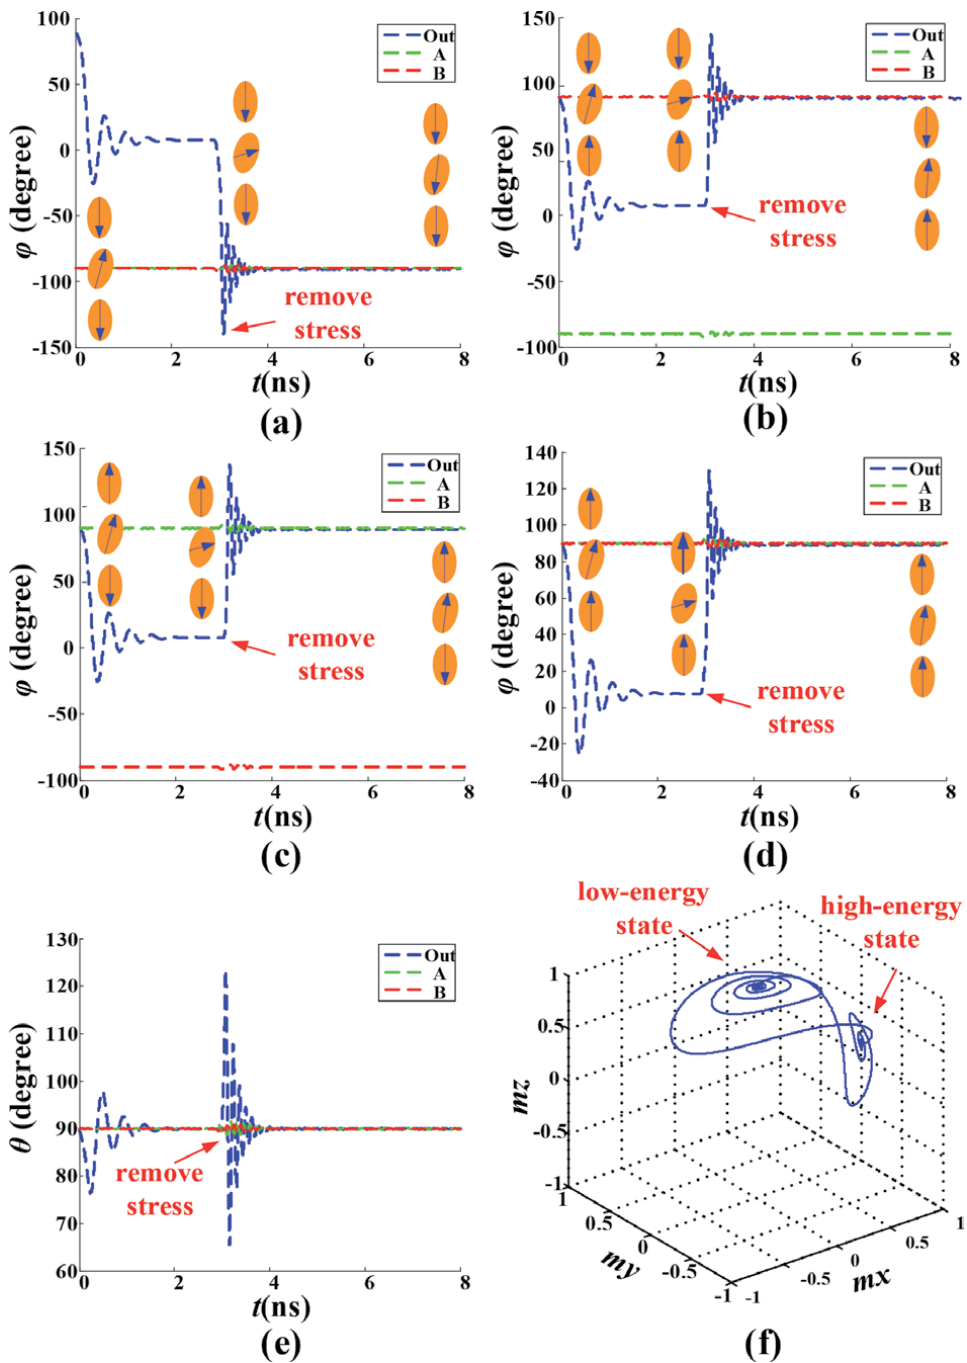 100
50
0
-50
-100
-150
φ (degree)
Out
A
B
remove
stress
0
2
4
6
8
t(ns)
(a)
150
100
50
0
-50
-100
φ (degree)
Out
A
B
remove
stress
0
2
4
6
8
t(ns)
(b)
150
100
50
0
-50
-100
φ (degree)
Out
A
B
remove
stress
0
2
4
6
8
t(ns)
(c)
140
120
100
80
60
40
20
0
-20
-40
φ (degree)
Out
A
B
remove
stress
0
2
4
6
8
t(ns)
(d)
130
120
110
100
90
80
70
60
θ (degree)
Out
A
B
remove
stress
0
2
4
6
8
t(ns)
(e)
low-energy
state
high-energy
state
1
0.5
0
-0.5
-1
mz
1
0.5
0
-0.5
-1
my
-1
-0.5
0
0.5
1
mx
(f)